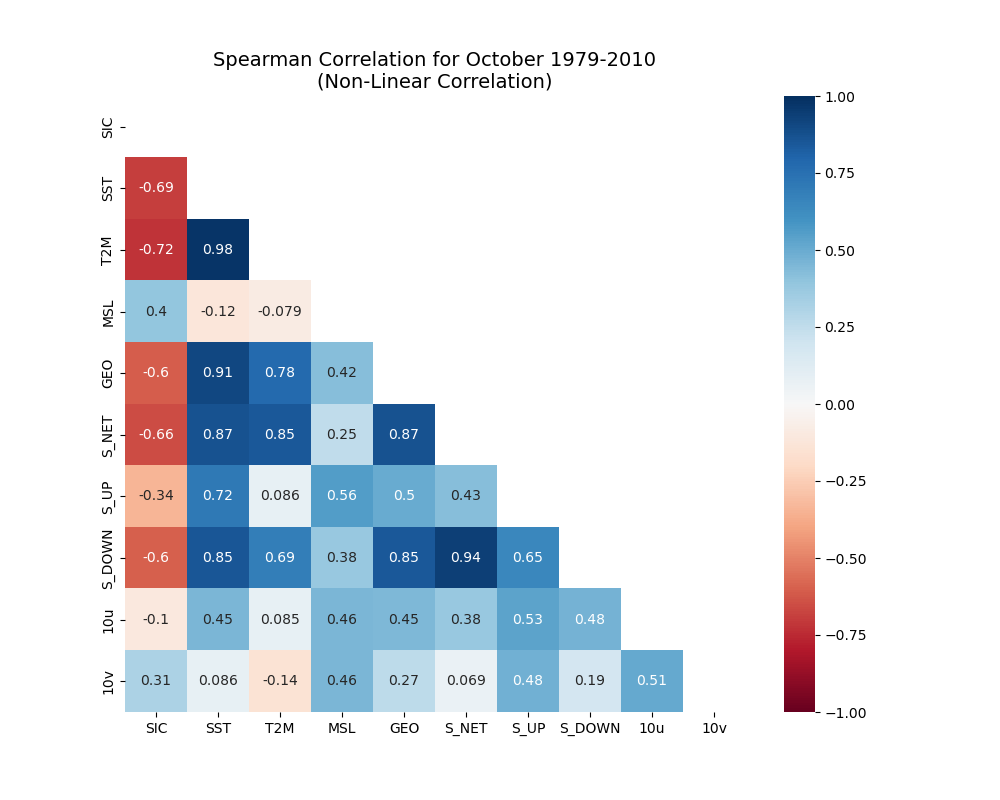 Spearman Correlation for October 1979-2010
(Non-Linear Correlation)
SIC
SST -0.69
T2M -0.72 0.98
MSL 0.4 -0.12 -0.079
GEO -0.6 0.91 0.78 0.42
S_NET -0.66 0.87 0.85 0.25 0.87
S_UP -0.34 0.72 0.086 0.56 0.5 0.43
S_DOWN -0.6 0.85 0.69 0.38 0.85 0.94 0.65
10u -0.1 0.45 0.085 0.46 0.45 0.38 0.53 0.48
10v 0.31 0.086 -0.14 0.46 0.27 0.069 0.48 0.19 0.51
SIC SST T2M MSL GEO S_NET S_UP S_DOWN 10u 10v
1.00
0.75
0.50
0.25
0.00
−0.25
−0.50
−0.75
−1.00